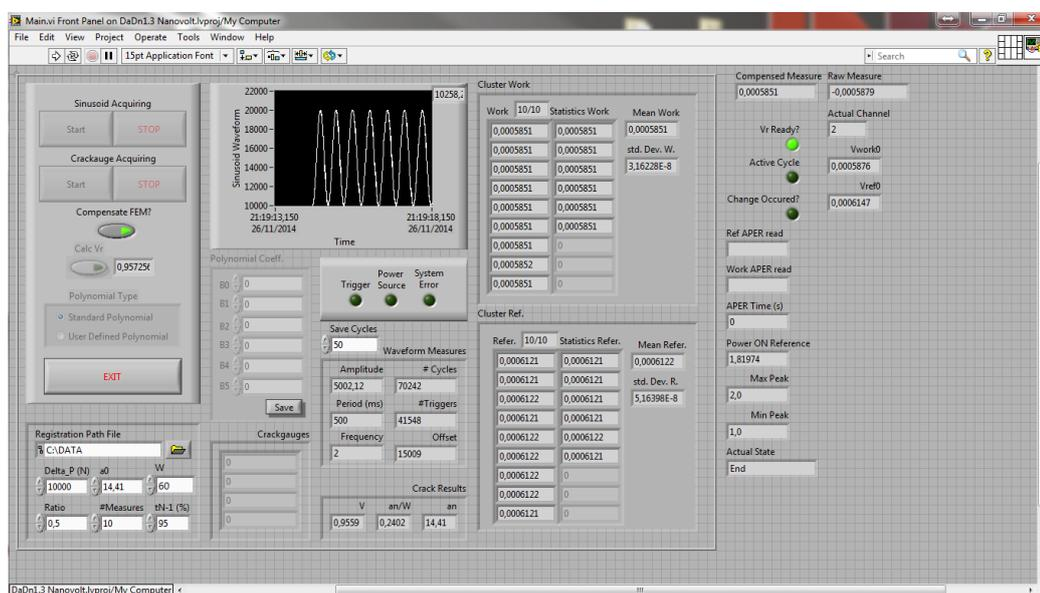 Main.vi Front Panel on DaDn1.3 Nanovolt.lvproj/My Computer
File Edit View Project Operate Tools Window Help
15pt Application Font
Search
Sinusoid Acquiring
Start STOP
Crackauge Acquiring
Start STOP
Compensate FEM?
Calc Vr
0,95725
Polynomial Type
Standard Polynomial
User Defined Polynomial
EXIT
Registration Path File
C:\DATA
Delta_P (N) a0 W
10000 14,41 60
Ratio #Measures tN-1 (%)
0,5 10 95
Sinusoid Waveform
22000
20000
18000
16000
14000
12000
10000
10258,
21:19:13,150 21:19:18,150
26/11/2014 26/11/2014
Time
Polynomial Coeff.
B0 0
B1 0
B2 0
B3 0
B4 0
B5 0
Save
Crackgauges
0
0
0
0
Trigger Power Source System Error
Save Cycles
50
Waveform Measures
Amplitude # Cycles
5002,12 70242
Period (ms) #Triggers
500 41548
Frequency Offset
2 15009
Crack Results
V an/W an
0,9559 0,2402 14,41
Cluster Work
Work 10/10 Statistics Work Mean Work
0,0005851 0,0005851 0,0005851
0,0005851 0,0005851 std. Dev. W.
0,0005851 0,0005851 3,16228E-8
0,0005851 0,0005851
0,0005851 0,0005851
0,0005851 0,0005851
0,0005851 0
0,0005852 0
0,0005851 0
Cluster Ref.
Refer. 10/10 Statistics Refer. Mean Refer.
0,0006121 0,0006121 0,0006122
0,0006121 0,0006121 std. Dev. R.
0,0006122 0,0006121 5,16398E-8
0,0006121 0,0006121
0,0006122 0,0006122
0,0006122 0,0006121
0,0006122 0
0,0006122 0
0,0006121 0
Compensed Measure Raw Measure
0,0005851 -0,0005879
Actual Channel
2
Vr Ready?
Vwork0
0,0005876
Active Cycle
Vref0
0,0006147
Change Occured?
Ref APER read
Work APER read
APER Time (s)
0
Power ON Reference
1,81974
Max Peak
2,0
Min Peak
1,0
Actual State
End
DaDn1.3 Nanovolt.lvproj/My Computer